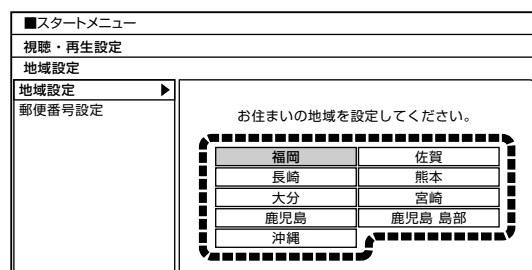 ■スタートメニュー
視聴・再生設定
地域設定
地域設定 ▶
郵便番号設定
お住まいの地域を設定してください。
福岡 佐賀
長崎 熊本
大分 宮崎
鹿児島 鹿児島 島部
沖縄